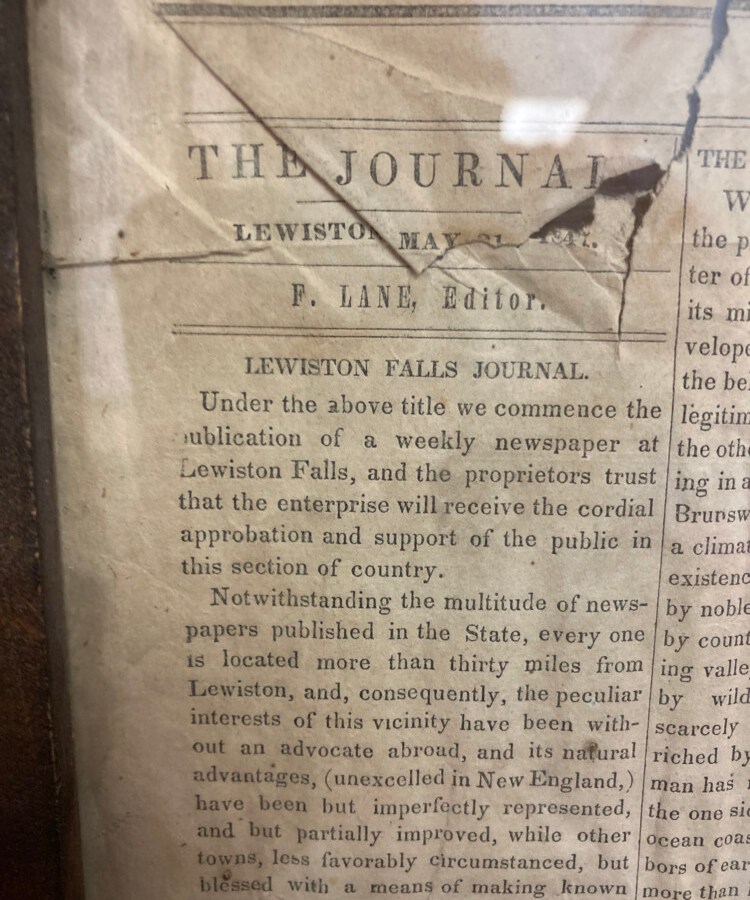 THE JOURNAL
LEWISTON MAY 21, 1847.
F. LANE, Editor.
LEWISTON FALLS JOURNAL.
Under the above title we commence the
publication of a weekly newspaper at
Lewiston Falls, and the proprietors trust
that the enterprise will receive the cordial
approbation and support of the public in
this section of country.
Notwithstanding the multitude of news-
papers published in the State, every one
is located more than thirty miles from
Lewiston, and, consequently, the peculiar
interests of this vicinity have been with-
out an advocate abroad, and its natural
advantages, (unexcelled in New England,)
have been but imperfectly represented,
and but partially improved, while other
towns, less favorably circumstanced, but
blessed with a means of making known
THE
W
the p
ter of
its mi
velope
the be
legitim
the oth
ing in a
Brunsw
a climat
existenc
by noble
by count
ing valle
by wild
scarcely
riched by
man has
the one sid
ocean coas
bors of ear
more than